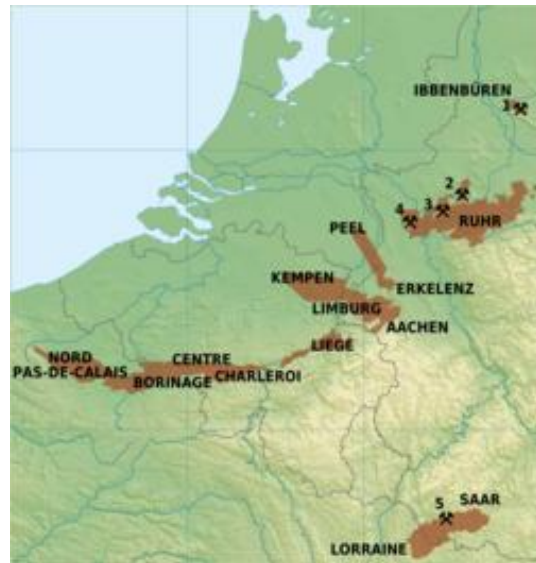 IBBENBÜREN
1
2
3
4
RUHR
PEEL
KEMPEN
ERKELENZ
LIMBURG
AACHEN
LIEGE
NORD
CENTRE
PAS-DE-CALAIS
BORINAGE
CHARLEROI
5
SAAR
LORRAINE